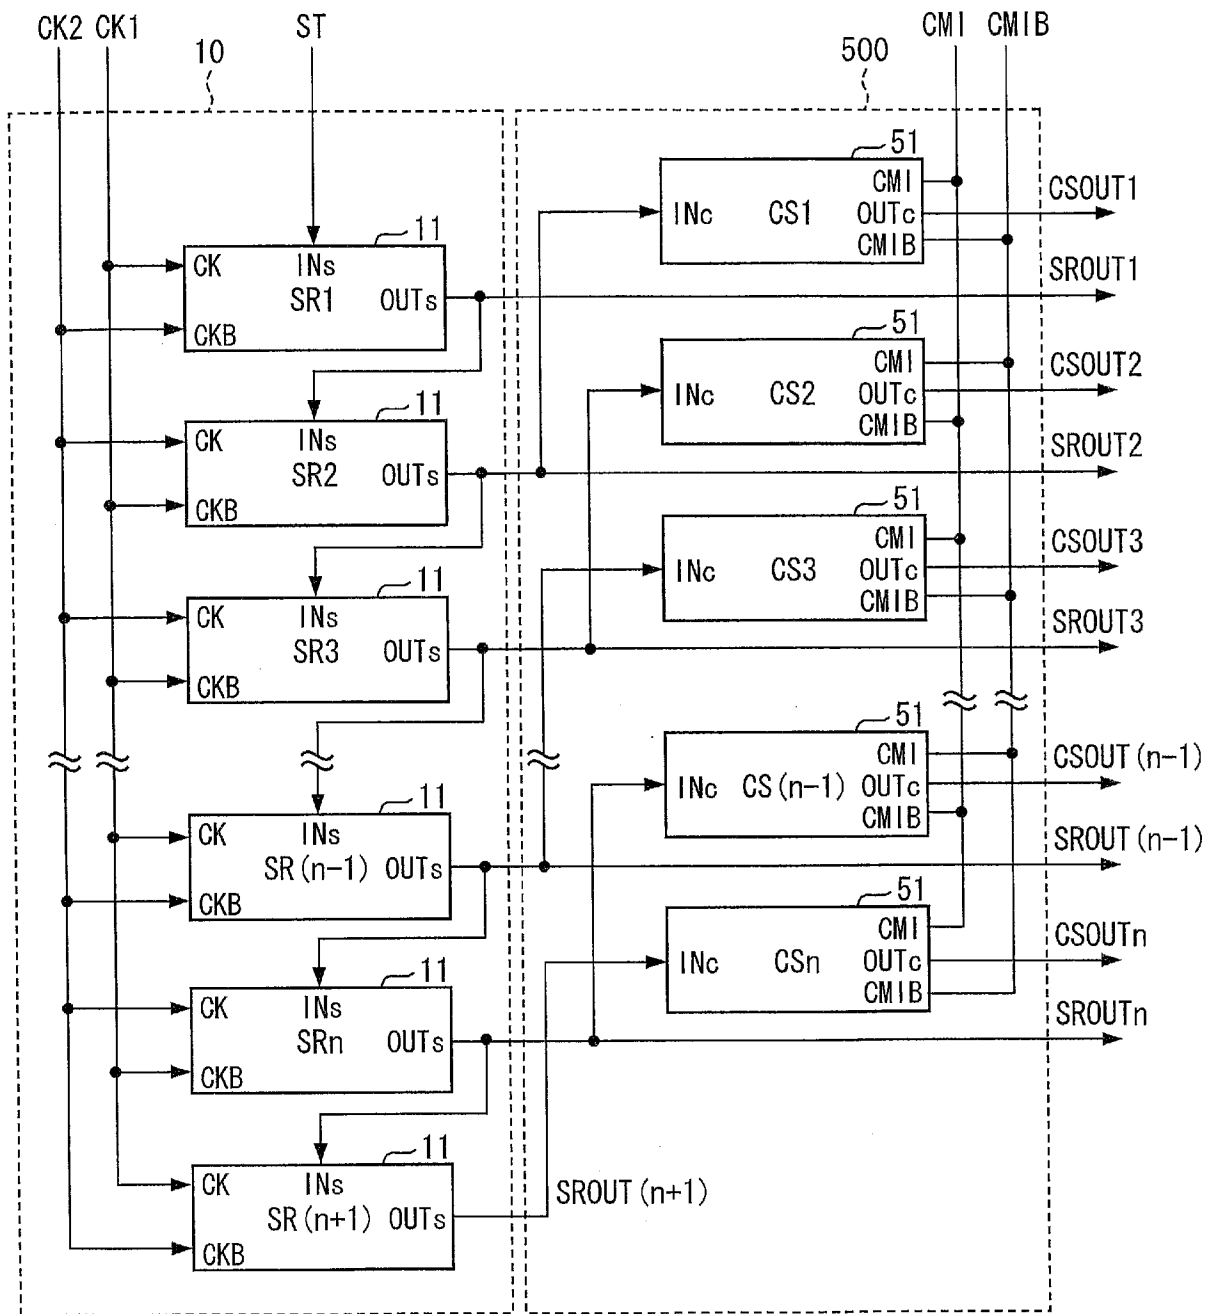 CK2 CK1 ST CMI CMIB
10 500
51
CMI
INc CS1 OUTc CSOUT1
CMIB
11
CK INs SROUT1
SR1 OUTs
CKB
51
CMI CSOUT2
INc CS2 OUTc
CMIB
11
CK INs SROUT2
SR2 OUTs
CKB
51
CMI CSOUT3
INc CS3 OUTc
CMIB
11
CK INs SROUT3
SR3 OUTs
CKB
51
CMI CSOUT(n-1)
INc CS(n-1) OUTc
CMIB
11
CK INs SROUT(n-1)
SR(n-1) OUTs
CKB
51
CMI CSOUTn
INc CSn OUTc
CMIB
11
CK INs SROUTn
SRn OUTs
CKB
11
CK INs SROUT(n+1)
SR(n+1) OUTs
CKB